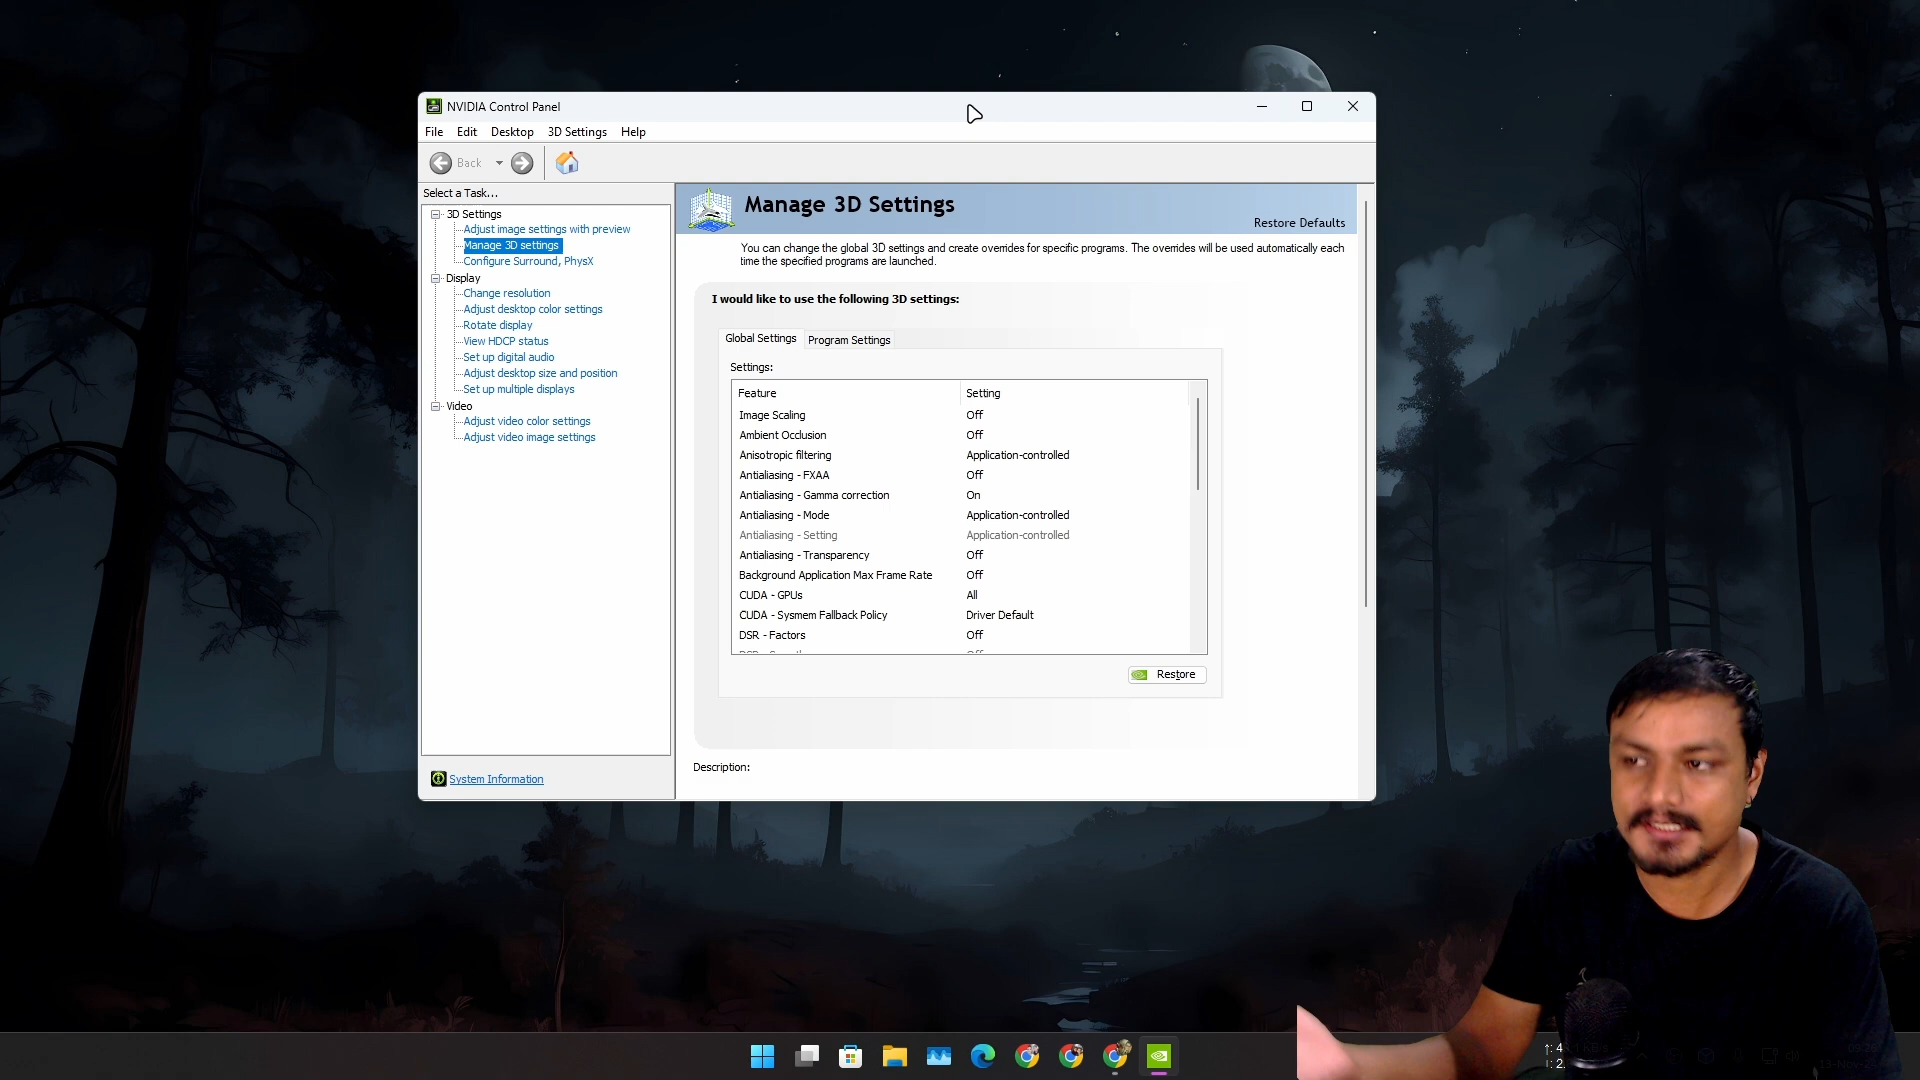 NVIDIA Control Panel
File Edit Desktop 3D Settings Help
Back
Select a Task...
3D Settings
Adjust image settings with preview
Manage 3D settings
Configure Surround, PhysX
Display
Change resolution
Adjust desktop color settings
Rotate display
View HDCP status
Set up digital audio
Adjust desktop size and position
Set up multiple displays
Video
Adjust video color settings
Adjust video image settings
System Information
Manage 3D Settings
Restore Defaults
You can change the global 3D settings and create overrides for specific programs. The overrides will be used automatically each
time the specified programs are launched.
I would like to use the following 3D settings:
Global Settings Program Settings
Settings:
Feature Setting
Image Scaling Off
Ambient Occlusion Off
Anisotropic filtering Application-controlled
Antialiasing - FXAA Off
Antialiasing - Gamma correction On
Antialiasing - Mode Application-controlled
Antialiasing - Setting Application-controlled
Antialiasing - Transparency Off
Background Application Max Frame Rate Off
CUDA - GPUs All
CUDA - Sysmem Fallback Policy Driver Default
DSR - Factors Off
Restore
Description: